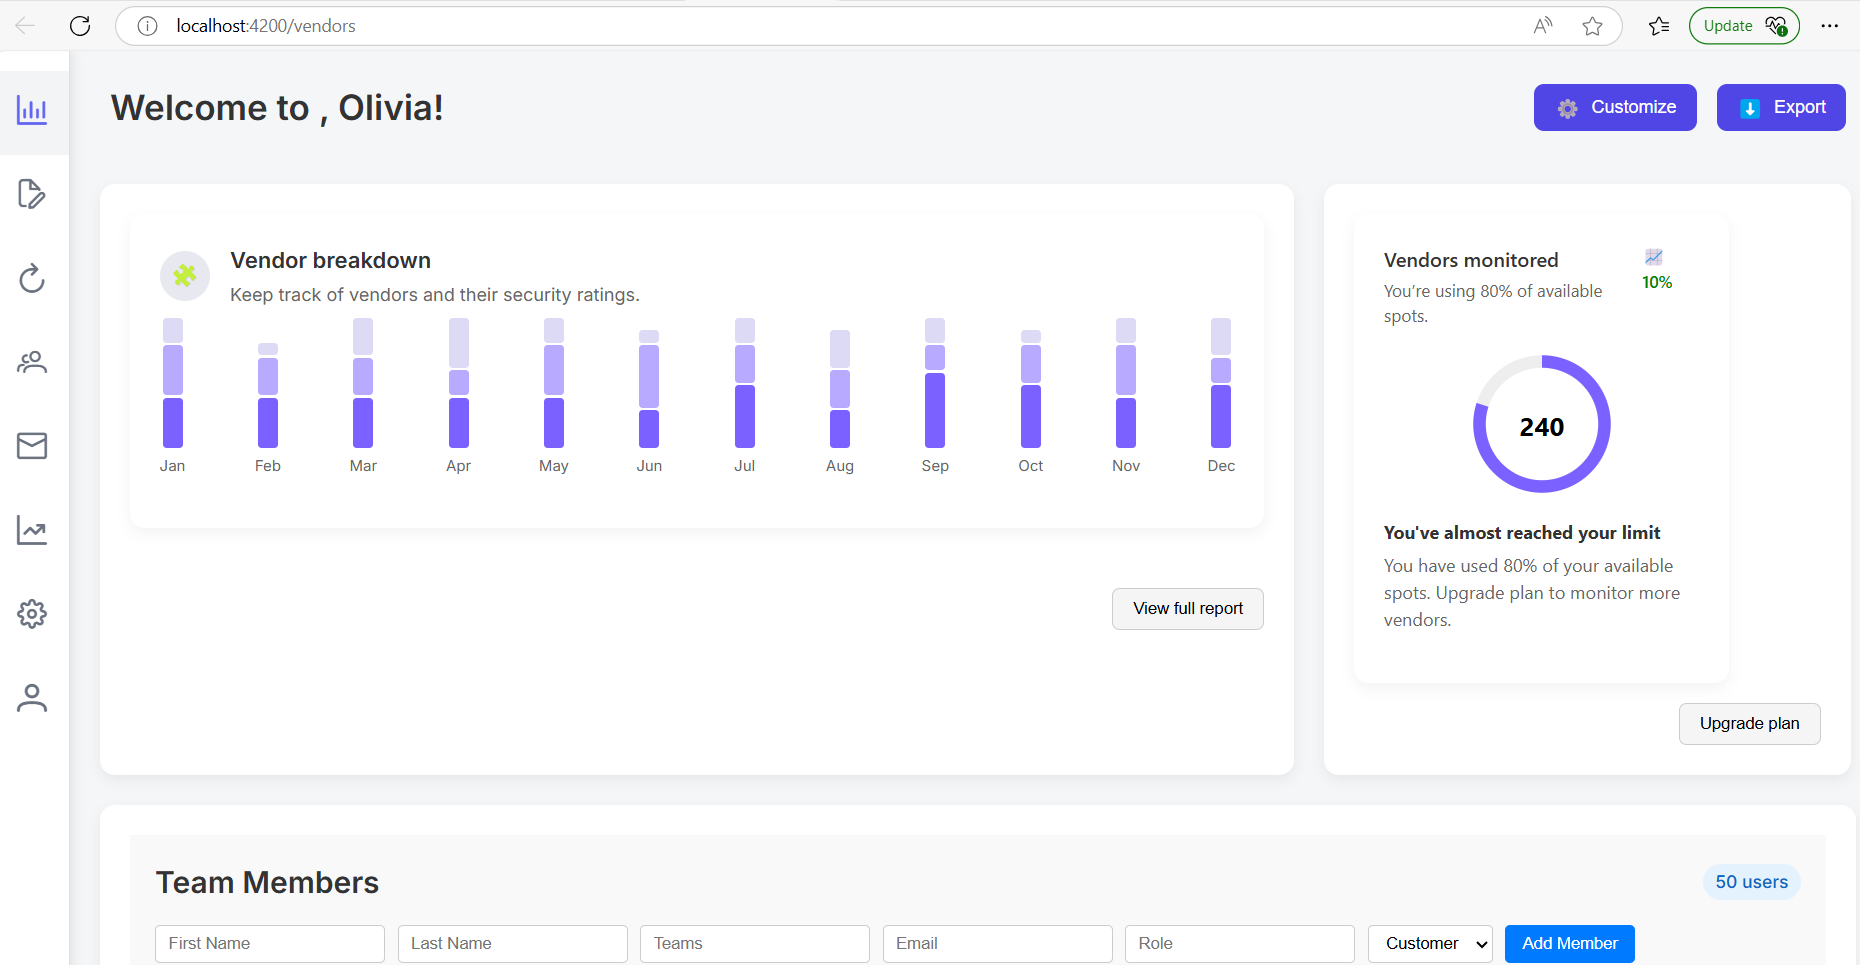 localhost:4200/vendors
Update
Welcome to , Olivia!
Customize
Export
Vendor breakdown
Keep track of vendors and their security ratings.
Jan Feb Mar Apr May Jun Jul Aug Sep Oct Nov Dec
View full report
Vendors monitored
10%
You’re using 80% of available
spots.
240
You've almost reached your limit
You have used 80% of your available
spots. Upgrade plan to monitor more
vendors.
Upgrade plan
Team Members
50 users
First Name
Last Name
Teams
Email
Role
Customer
Add Member